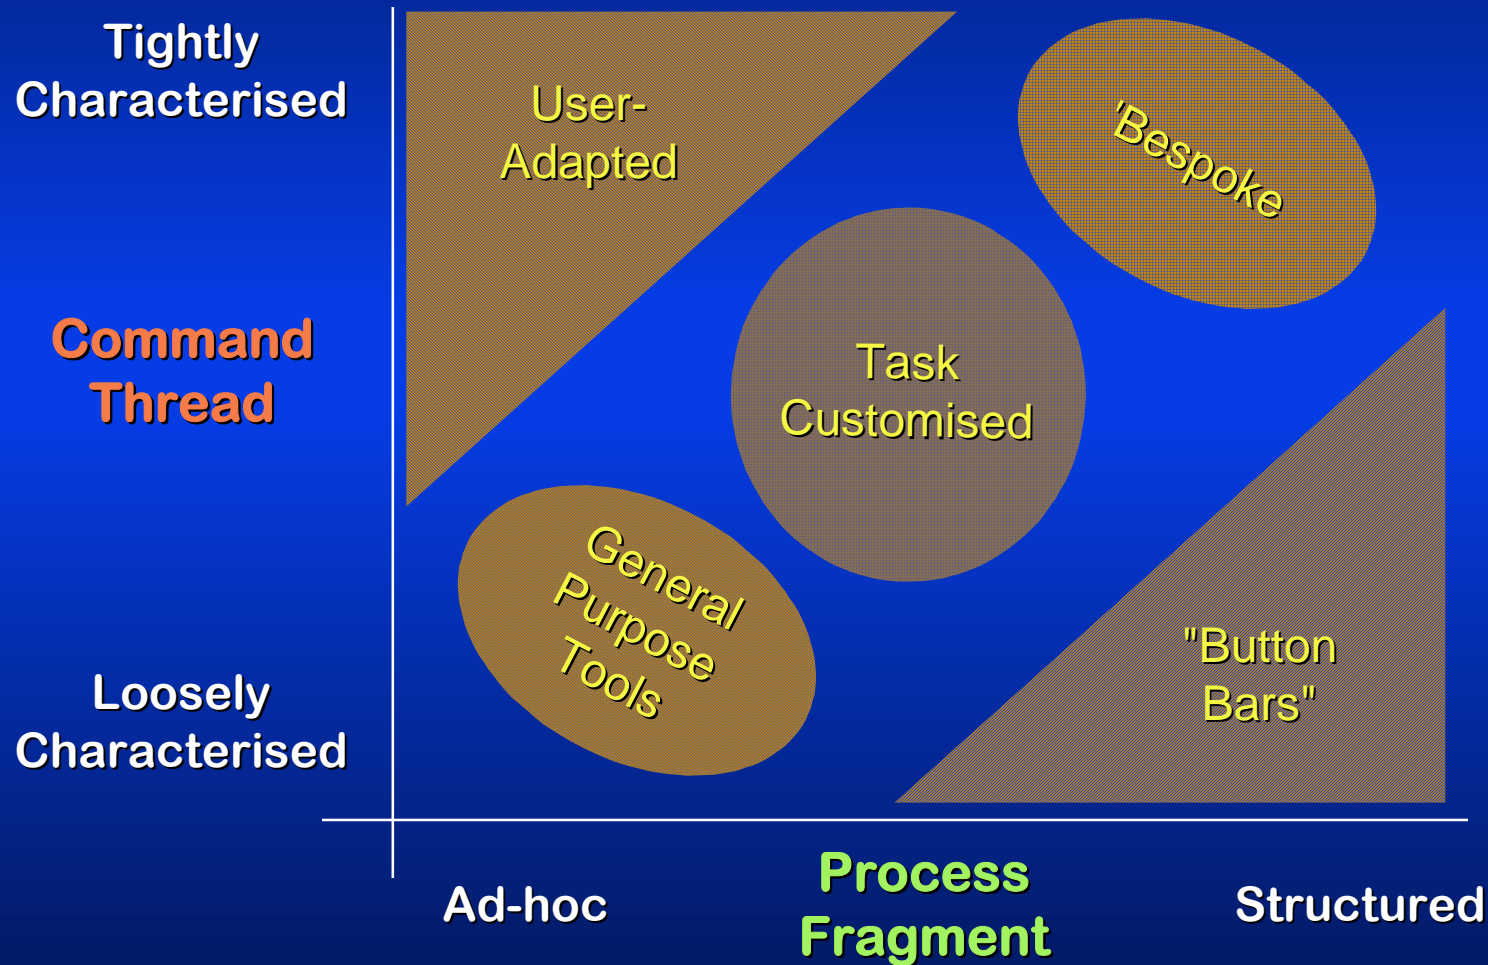 Tightly
Characterised
User-
Adapted
'Bespoke
Command
Thread
Task
Customised
General
Purpose
Tools
"Button
Bars"
Loosely
Characterised
Ad-hoc
Process
Fragment
Structured